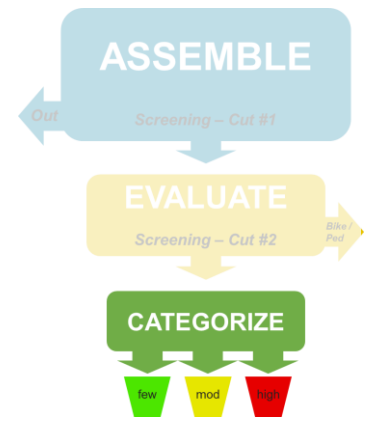 ASSEMBLE
Out
Screening – Cut #1
EVALUATE
Bike /
Ped
Screening – Cut #2
CATEGORIZE
few mod high